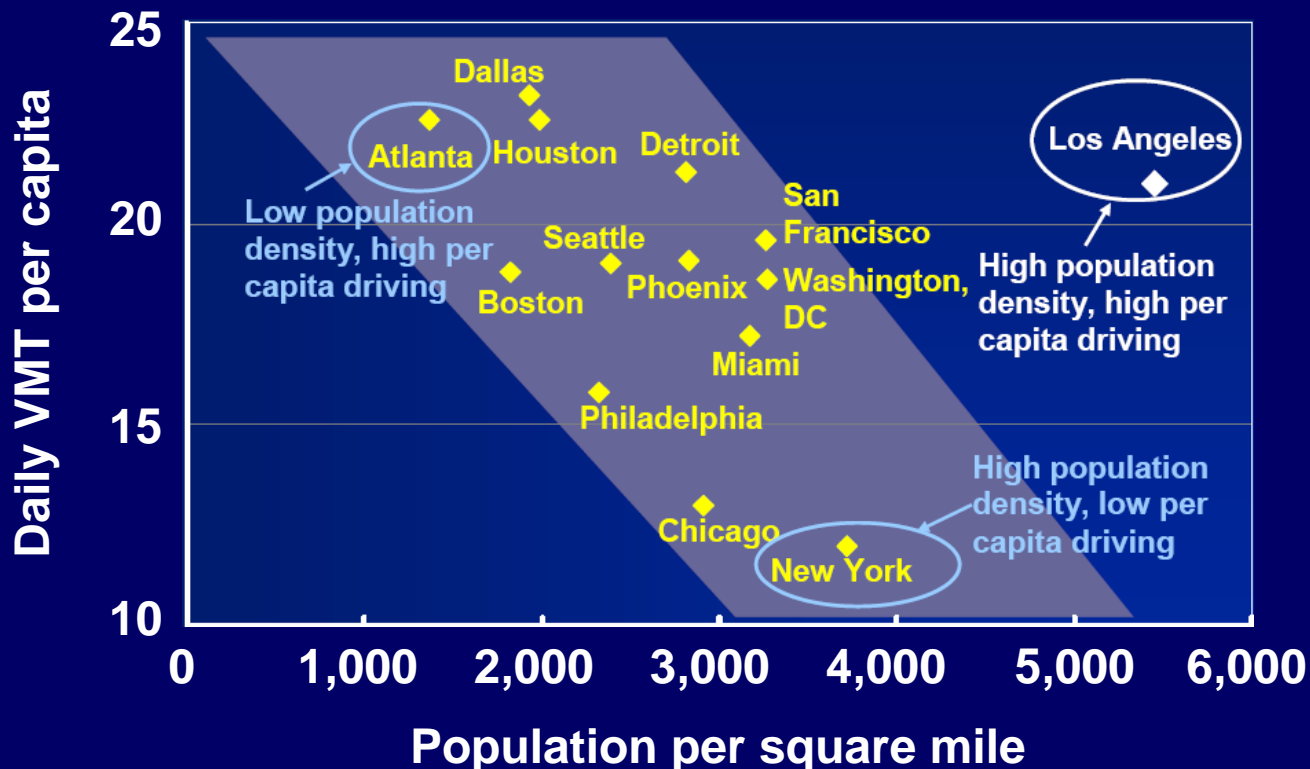 Daily VMT per capita
25
20
15
10
Dallas
Atlanta
Houston
Detroit
San
Francisco
Los Angeles
Low population
density, high per
capita driving
Seattle
Boston
Phoenix
Washington,
DC
High population
density, high per
capita driving
Miami
Philadelphia
High population
density, low per
capita driving
Chicago
New York
0
1,000
2,000
3,000
4,000
5,000
6,000
Population per square mile